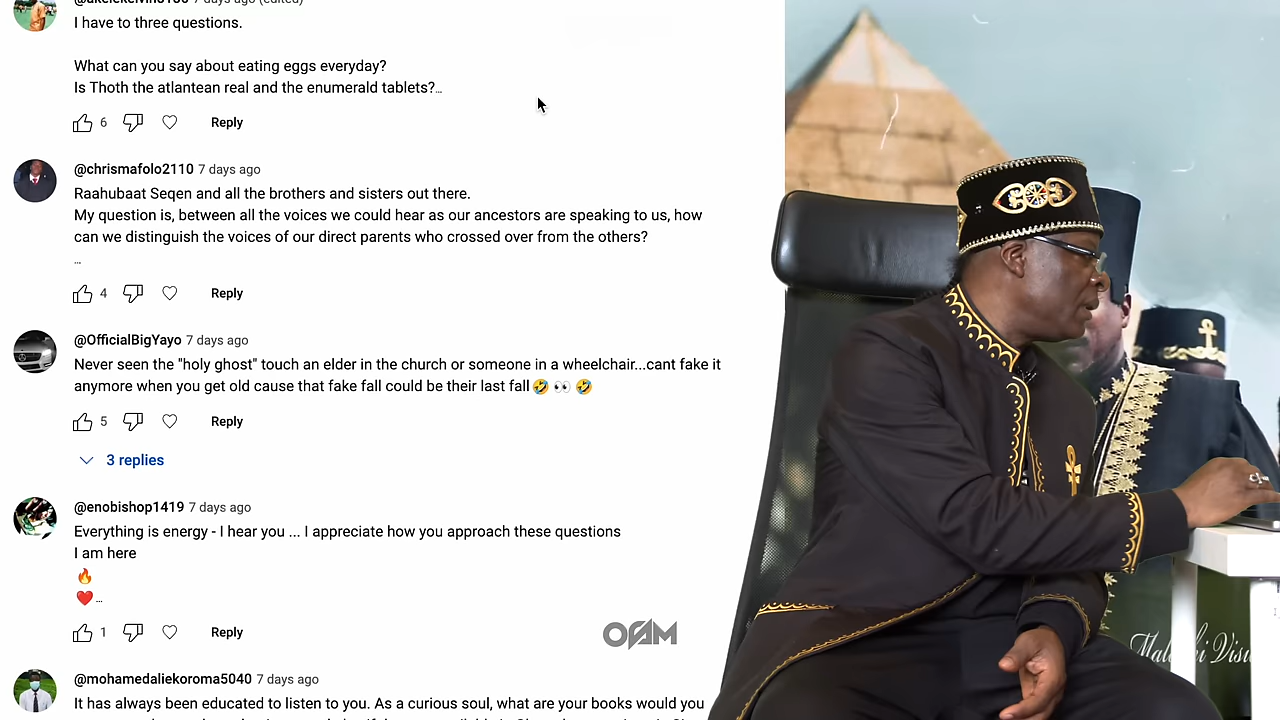 I have to three questions.
What can you say about eating eggs everyday?
Is Thoth the atlantean real and the enumerald tablets?...
6
Reply
@chrismafolo2110 7 days ago
Raahubaat Seqen and all the brothers and sisters out there.
My question is, between all the voices we could hear as our ancestors are speaking to us, how
can we distinguish the voices of our direct parents who crossed over from the others?
...
4
Reply
@OfficialBigYayo 7 days ago
Never seen the "holy ghost" touch an elder in the church or someone in a wheelchair...cant fake it
anymore when you get old cause that fake fall could be their last fall🤣 👀 🤣
5
Reply
3 replies
@enobishop1419 7 days ago
Everything is energy - I hear you ... I appreciate how you approach these questions
I am here
🔥
❤️ ...
1
Reply
OFAM
@mohamedaliekoroma5040 7 days ago
It has always been educated to listen to you. As a curious soul, what are your books would you